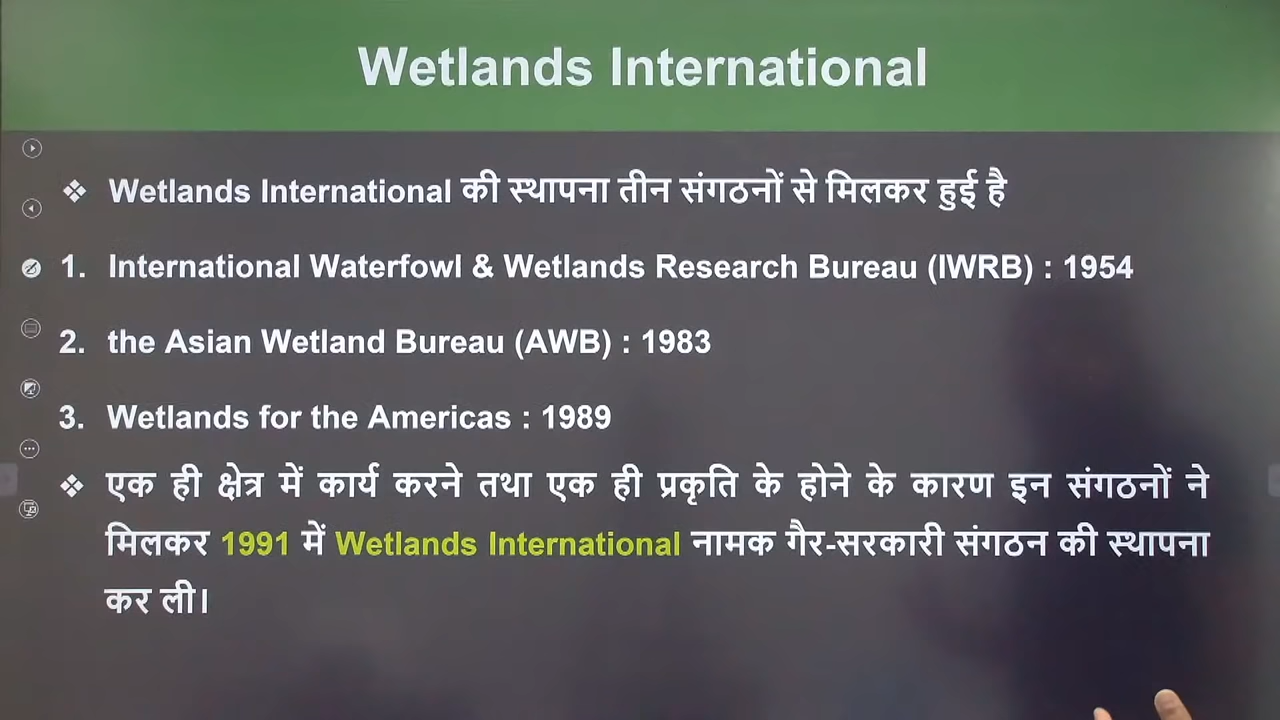 Wetlands International
❖ Wetlands International की स्थापना तीन संगठनों से मिलकर हुई है
1. International Waterfowl & Wetlands Research Bureau (IWRB) : 1954
2. the Asian Wetland Bureau (AWB) : 1983
3. Wetlands for the Americas : 1989
❖ एक ही क्षेत्र में कार्य करने तथा एक ही प्रकृति के होने के कारण इन संगठनों ने
मिलकर 1991 में Wetlands International नामक गैर-सरकारी संगठन की स्थापना
कर ली।